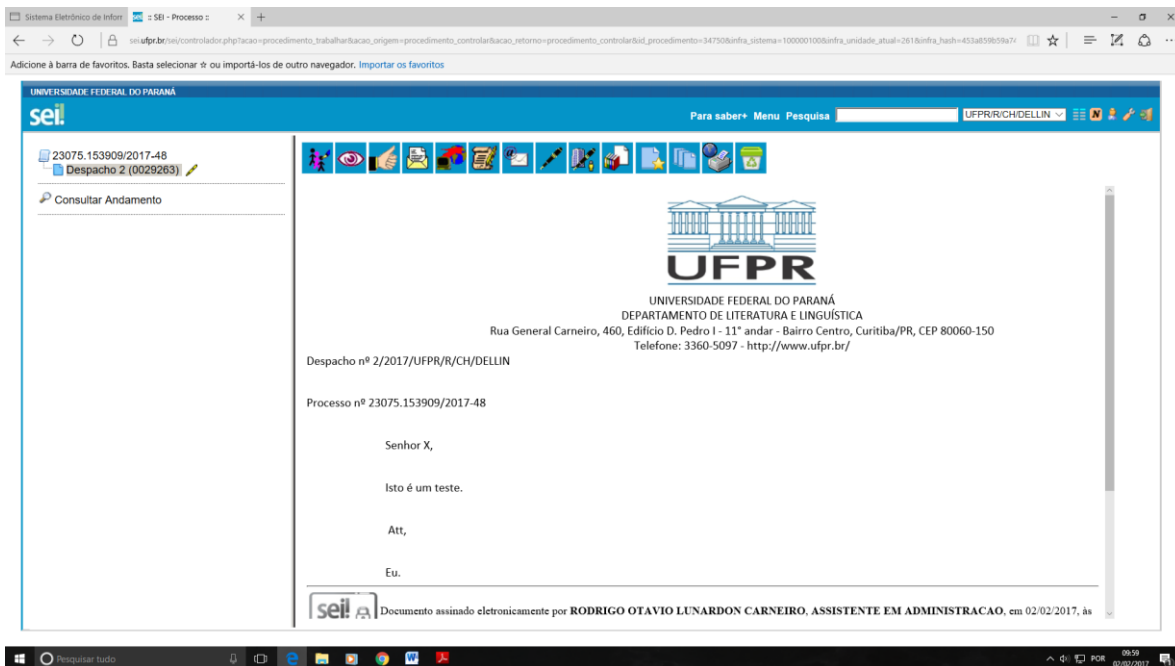 Sistema Eletrônico de Inforr
:: SEI - Processo ::
sei.ufpr.br/sei/controlador.php?acao=procedimento_trabalhar&acao_origem=procedimento_controlar&acao_retorno=procedimento_controlar&id_procedimento=34750&infra_sistema=100000100&infra_unidade_atual=261&infra_hash=453a859b59a7
Adicione à barra de favoritos. Basta selecionar ☆ ou importá-los de outro navegador. Importar os favoritos
UNIVERSIDADE FEDERAL DO PARANÁ
sei!
Para saber+ Menu Pesquisa
UFPR/R/CH/DELLIN
23075.153909/2017-48
Despacho 2 (0029263)
Consultar Andamento
UFPR
UNIVERSIDADE FEDERAL DO PARANÁ
DEPARTAMENTO DE LITERATURA E LINGUÍSTICA
Rua General Carneiro, 460, Edifício D. Pedro I - 11° andar - Bairro Centro, Curitiba/PR, CEP 80060-150
Telefone: 3360-5097 - http://www.ufpr.br/
Despacho nº 2/2017/UFPR/R/CH/DELLIN
Processo nº 23075.153909/2017-48
Senhor X,
Isto é um teste.
Att,
Eu.
sei! Documento assinado eletronicamente por RODRIGO OTAVIO LUNARDON CARNEIRO, ASSISTENTE EM ADMINISTRACAO, em 02/02/2017, às
Pesquisar tudo
POR
09:59
02/02/2017